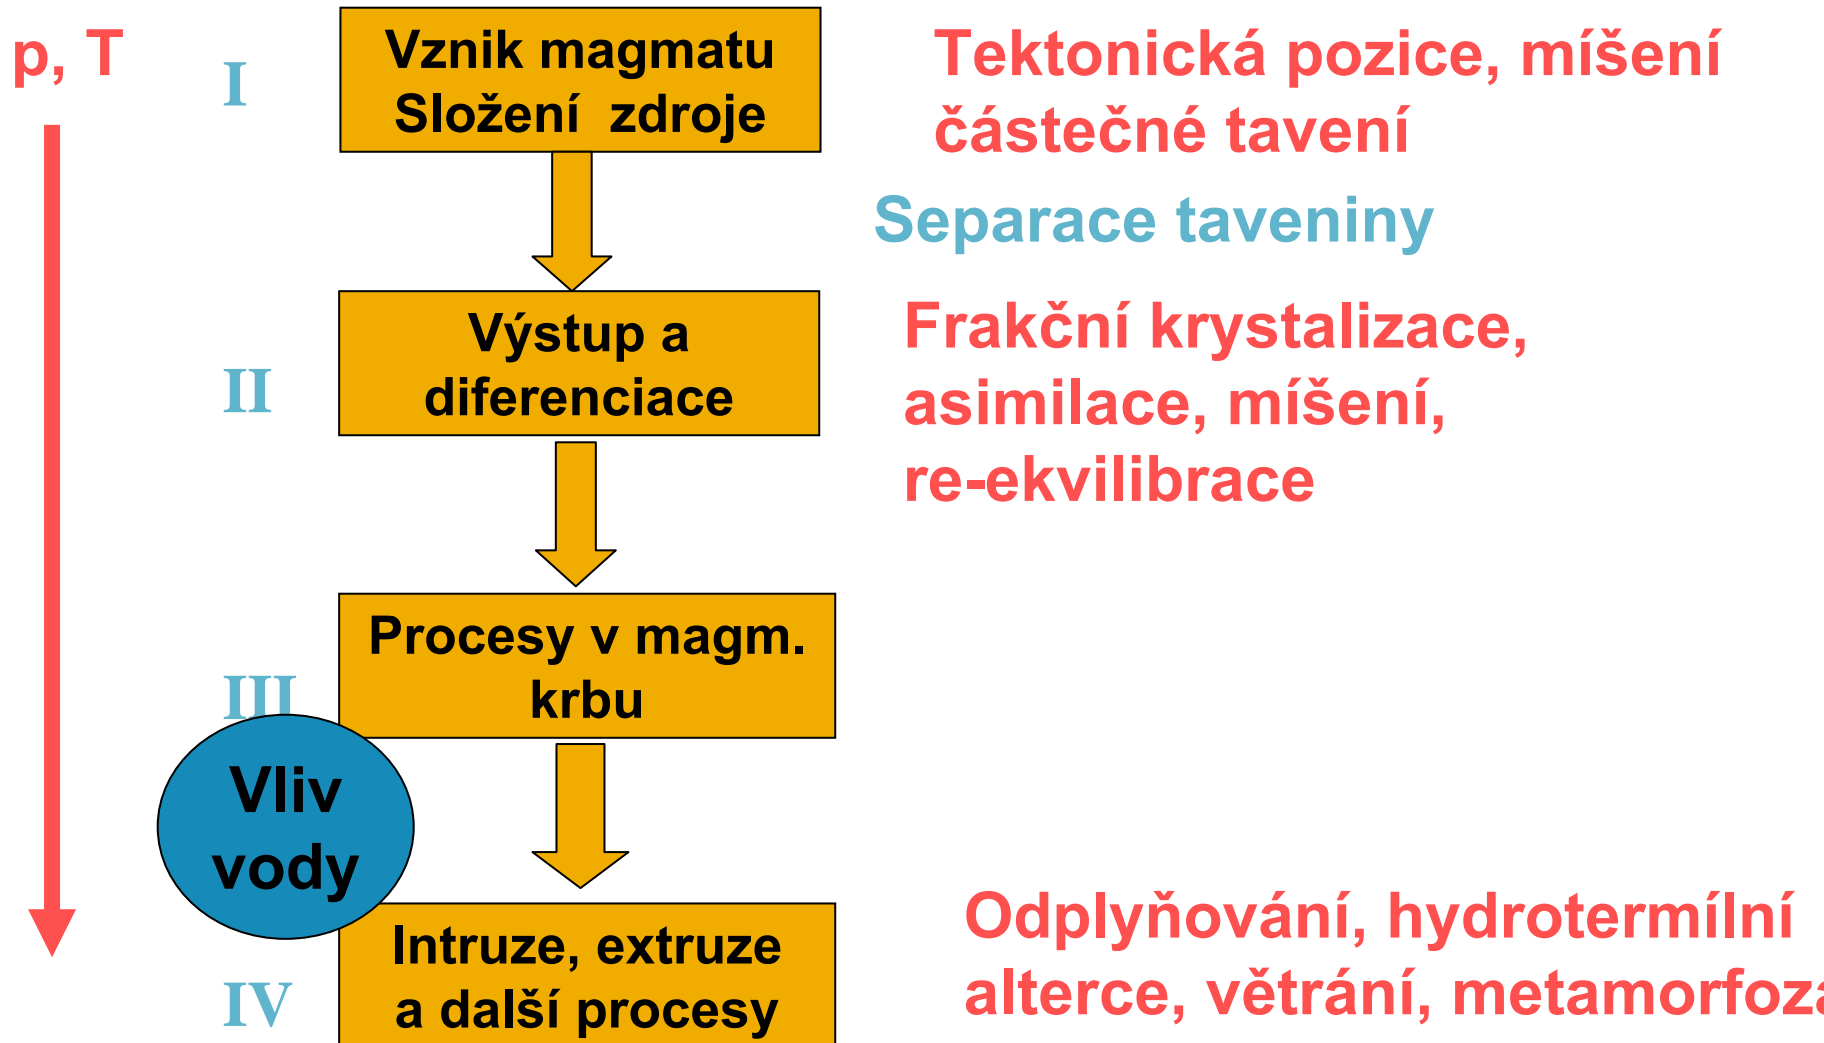 p, T
I
Vznik magmatu
Složení zdroje
Tektonická pozice, míšení
částečné tavení
Separace taveniny
II
Výstup a
diferenciace
Frakční krystalizace,
asimilace, míšení,
re-ekvilibrace
III
Procesy v magm.
krbu
Vliv
vody
IV
Intruze, extruze
a další procesy
Odplyňování, hydrotermílní
alterce, větrání, metamorfoza